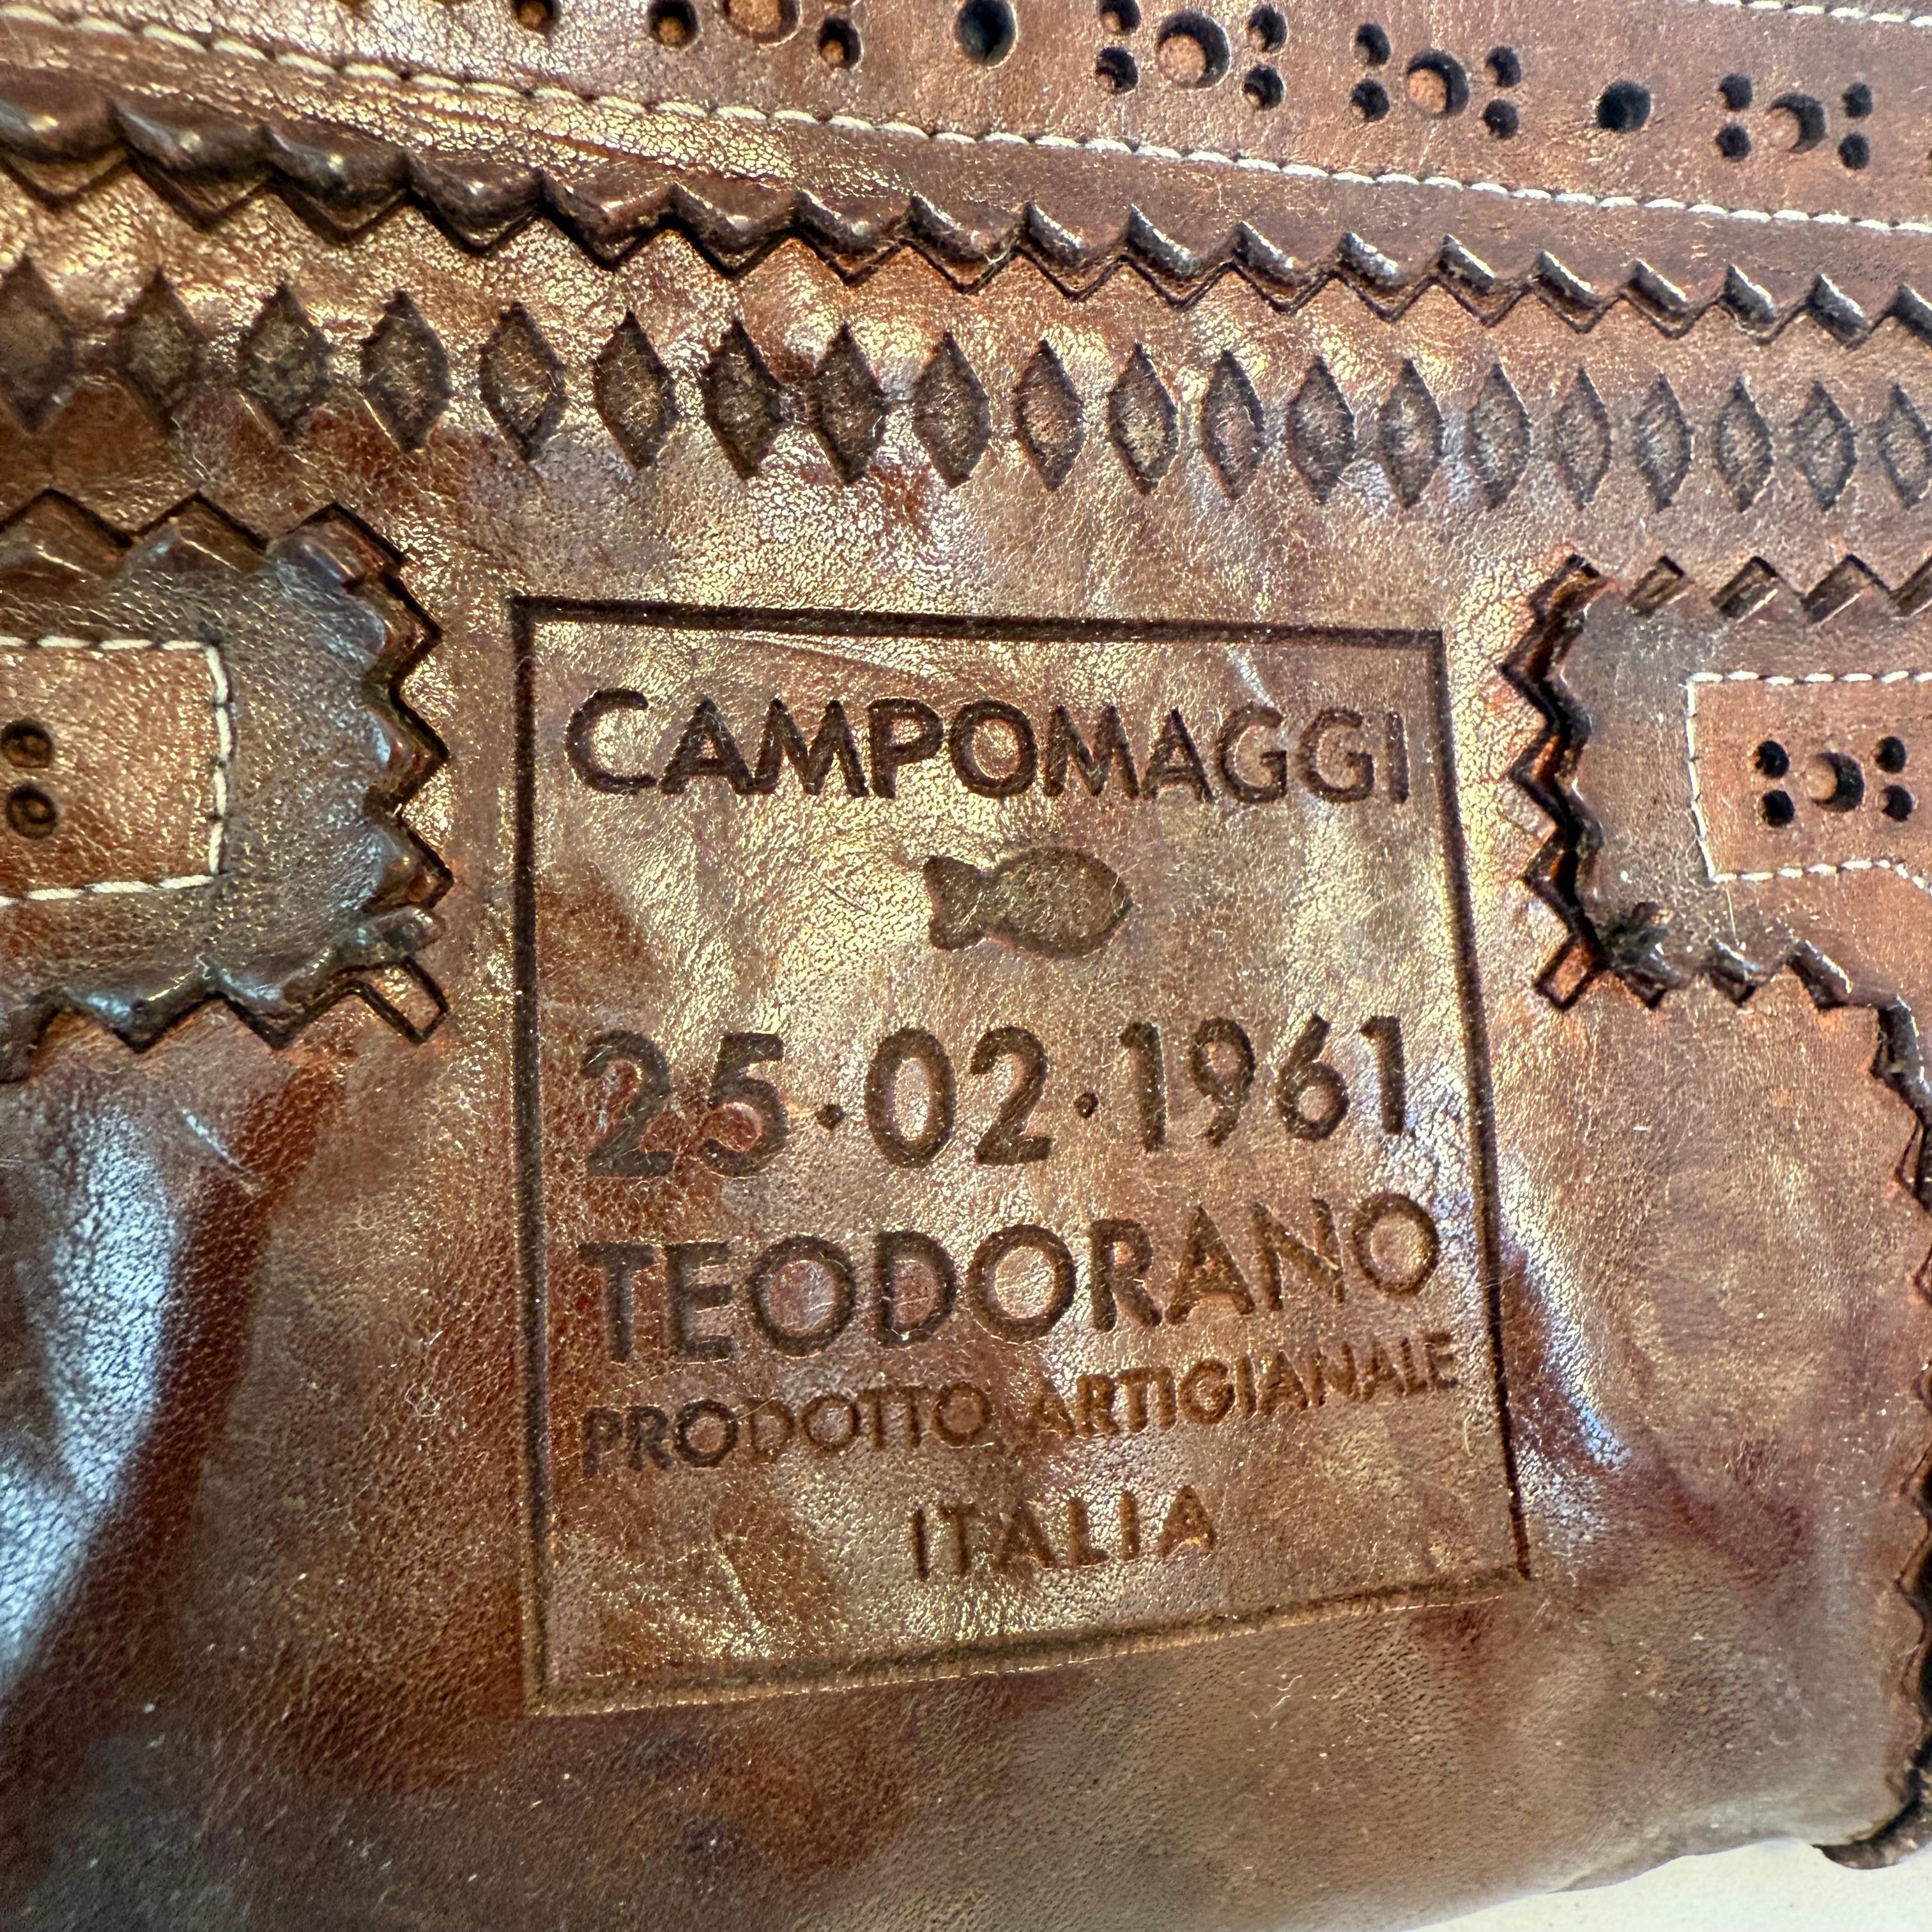 CAMPOMAGGI
25·02·1961
TEODORANO
PRODOTTO ARTIGIANALE
ITALIA